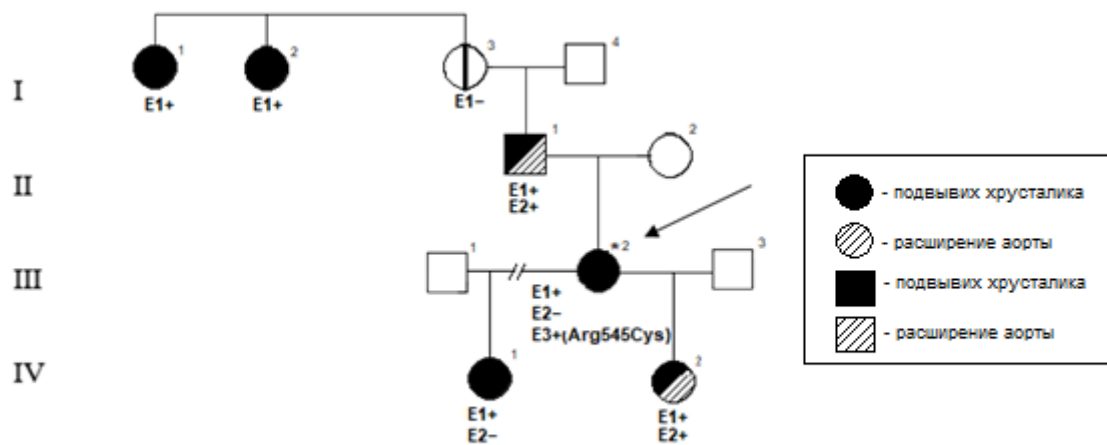 1 2 3 4
I
E1+ E1+ E1-
1 2
II
E1+
E2+
1 *2 3
III
E1+
E2-
E3+(Arg545Cys)
1 2
IV
E1+ E1+
E2- E2+
- подвывих хрусталика
- расширение аорты
- подвывих хрусталика
- расширение аорты